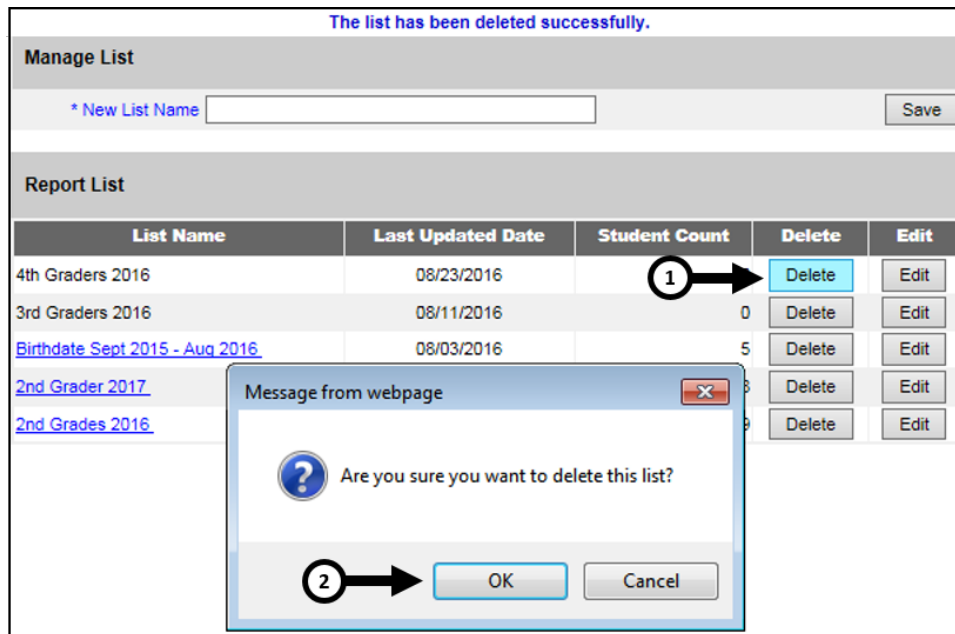 The list has been deleted successfully.
Manage List
* New List Name Save
Report List
List Name Last Updated Date Student Count Delete Edit
4th Graders 2016 08/23/2016 1 Delete Edit
3rd Graders 2016 08/11/2016 0 Delete Edit
Birthdate Sept 2015 - Aug 2016 08/03/2016 5 Delete Edit
2nd Grader 2017 Delete Edit
2nd Grades 2016 9 Delete Edit
Message from webpage
Are you sure you want to delete this list?
2 OK Cancel